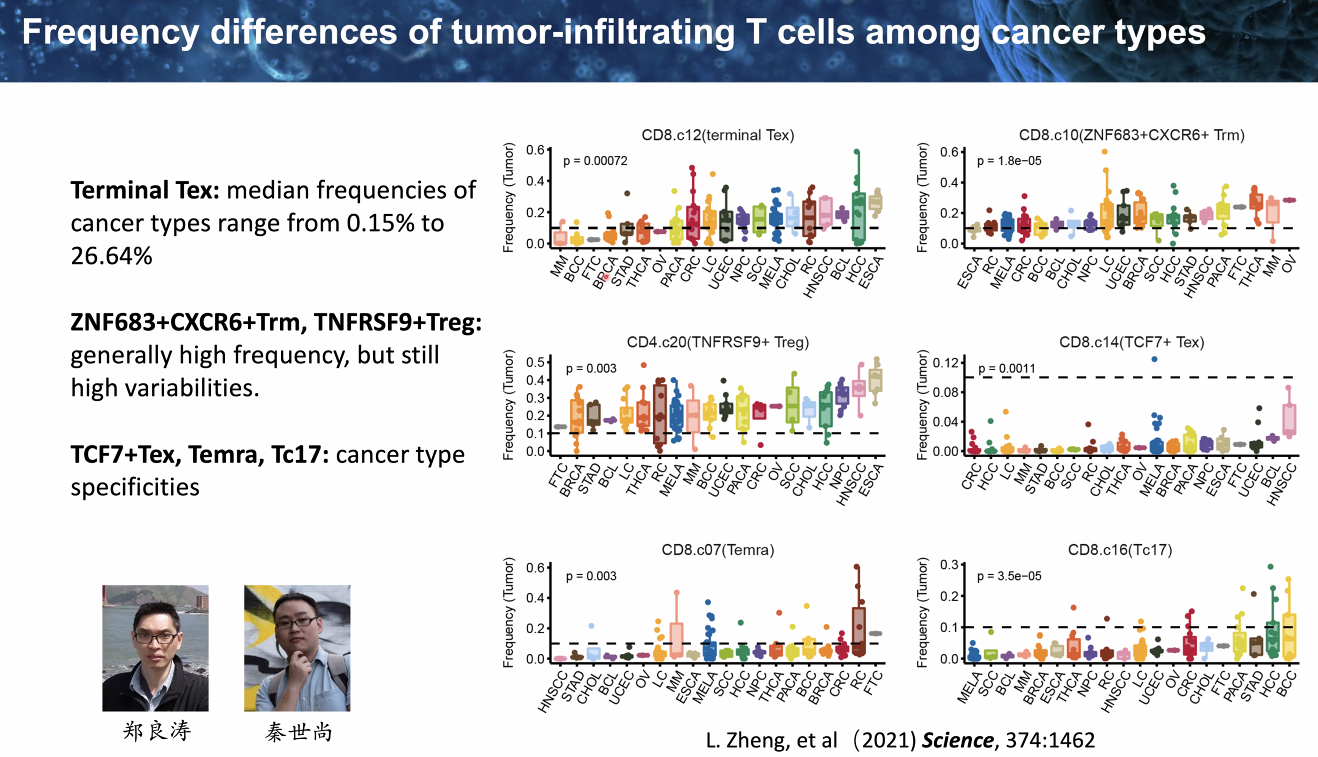 Frequency differences of tumor-infiltrating T cells among cancer types
Terminal Tex: median frequencies of
cancer types range from 0.15% to
26.64%
ZNF683+CXCR6+Trm, TNFRSF9+Treg:
generally high frequency, but still
high variabilities.
TCF7+Tex, Temra, Tc17: cancer type
specificities
郑良涛
秦世尚
CD8.c12(terminal Tex)
Frequency (Tumor)
0.6
0.4
0.2
0.0
p = 0.00072
MM BCC FTC BRCA STAD THCA OV PACA CRC LC UCEC NPC SCC MELA CHOL RC HNSCC BCL HCC ESCA
CD8.c10(ZNF683+CXCR6+ Trm)
Frequency (Tumor)
0.6
0.4
0.2
0.0
p = 1.8e−05
ESCA RC MELA CRC BCC BCL CHOL NPC LC UCEC BRCA SCC HCC STAD HNSCC PACA FTC THCA MM OV
CD4.c20(TNFRSF9+ Treg)
Frequency (Tumor)
0.5
0.4
0.3
0.2
0.1
0.0
p = 0.003
FTC BRCA STAD BCL LC THCA RC MELA MM BCC UCEC PACA CRC OV SCC CHOL HCC NPC HNSCC ESCA
CD8.c14(TCF7+ Tex)
Frequency (Tumor)
0.12
0.08
0.04
0.00
p = 0.0011
CRC HCC LC MM STAD BCC SCC RC CHOL THCA OV MELA BRCA PACA NPC ESCA FTC UCEC BCL HNSCC
CD8.c07(Temra)
Frequency (Tumor)
0.6
0.4
0.2
0.0
p = 0.003
HNSCC STAD CHOL BCL UCEC OV LC MM ESCA MELA SCC HCC NPC THCA PACA BCC BRCA CRC RC FTC
CD8.c16(Tc17)
Frequency (Tumor)
0.3
0.2
0.1
0.0
p = 3.5e−05
MELA SCC BCL MM BRCA ESCA THCA NPC RC HNSCC LC UCEC OV CRC CHOL FTC PACA STAD HCC BCC
L. Zheng, et al（2021) Science, 374:1462